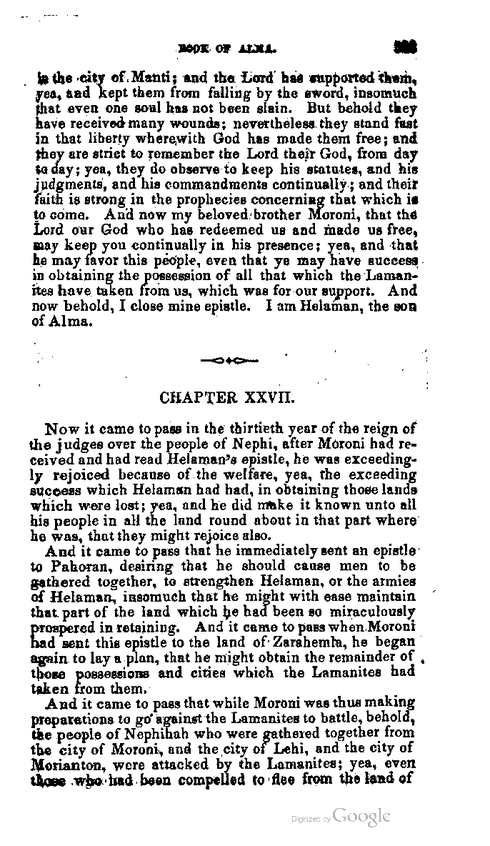 BOOK OF ALMA.
in the city of Manti; and the Lord has supported them,
yea, and kept them from falling by the sword, insomuch
that even one soul has not been slain. But behold they
have received many wounds; nevertheless they stand fast
in that liberty wherewith God has made them free; and
they are strict to remember the Lord their God, from day
to day; yea, they do observe to keep his statutes, and his
judgments, and his commandments continually; and their
faith is strong in the prophecies concerning that which is
to come. And now my beloved brother Moroni, that the
Lord our God who has redeemed us and made us free,
may keep you continually in his presence; yea, and that
he may favor this people, even that ye may have success
in obtaining the possession of all that which the Laman-
ites have taken from us, which was for our support. And
now behold, I close mine epistle. I am Helaman, the son
of Alma.
CHAPTER XXVII.
Now it came to pass in the thirtieth year of the reign of
the judges over the people of Nephi, after Moroni had re-
ceived and had read Helaman's epistle, he was exceeding-
ly rejoiced because of the welfare, yea, the exceeding
success which Helaman had had, in obtaining those lands
which were lost; yea, and he did make it known unto all
his people in all the land round about in that part where
he was, that they might rejoice also.
And it came to pass that he immediately sent an epistle
to Pahoran, desiring that he should cause men to be
gathered together, to strengthen Helaman, or the armies
of Helaman, insomuch that he might with ease maintain
that part of the land which he had been so miraculously
prospered in retaining. And it came to pass when Moroni
had sent this epistle to the land of Zarahemla, he began
again to lay a plan, that he might obtain the remainder of
those possessions and cities which the Lamanites had
taken from them.
And it came to pass that while Moroni was thus making
preparations to go against the Lamanites to battle, behold,
the people of Nephihah who were gathered together from
the city of Moroni, and the city of Lehi, and the city of
Morianton, were attacked by the Lamanites; yea, even
those who had been compelled to flee from the land of
Digitized by Google